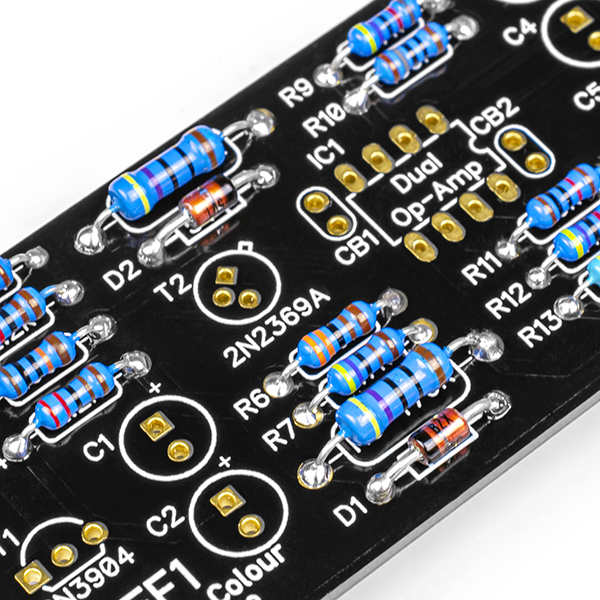 C4
C5
R9
R10
IC1
Dual
Op-Amp
CB2
CB1
D2
T2
2N2369A
R11
R12
R13
R6
R7
D1
C1
C2
+
+
Colour